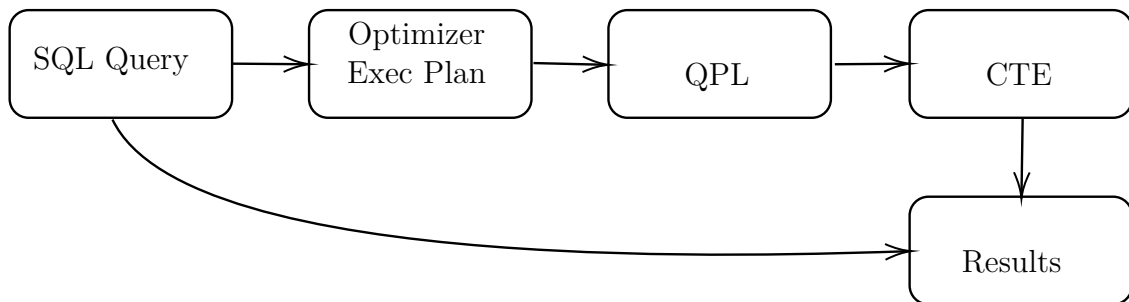 SQL Query
Optimizer
Exec Plan
QPL
CTE
Results